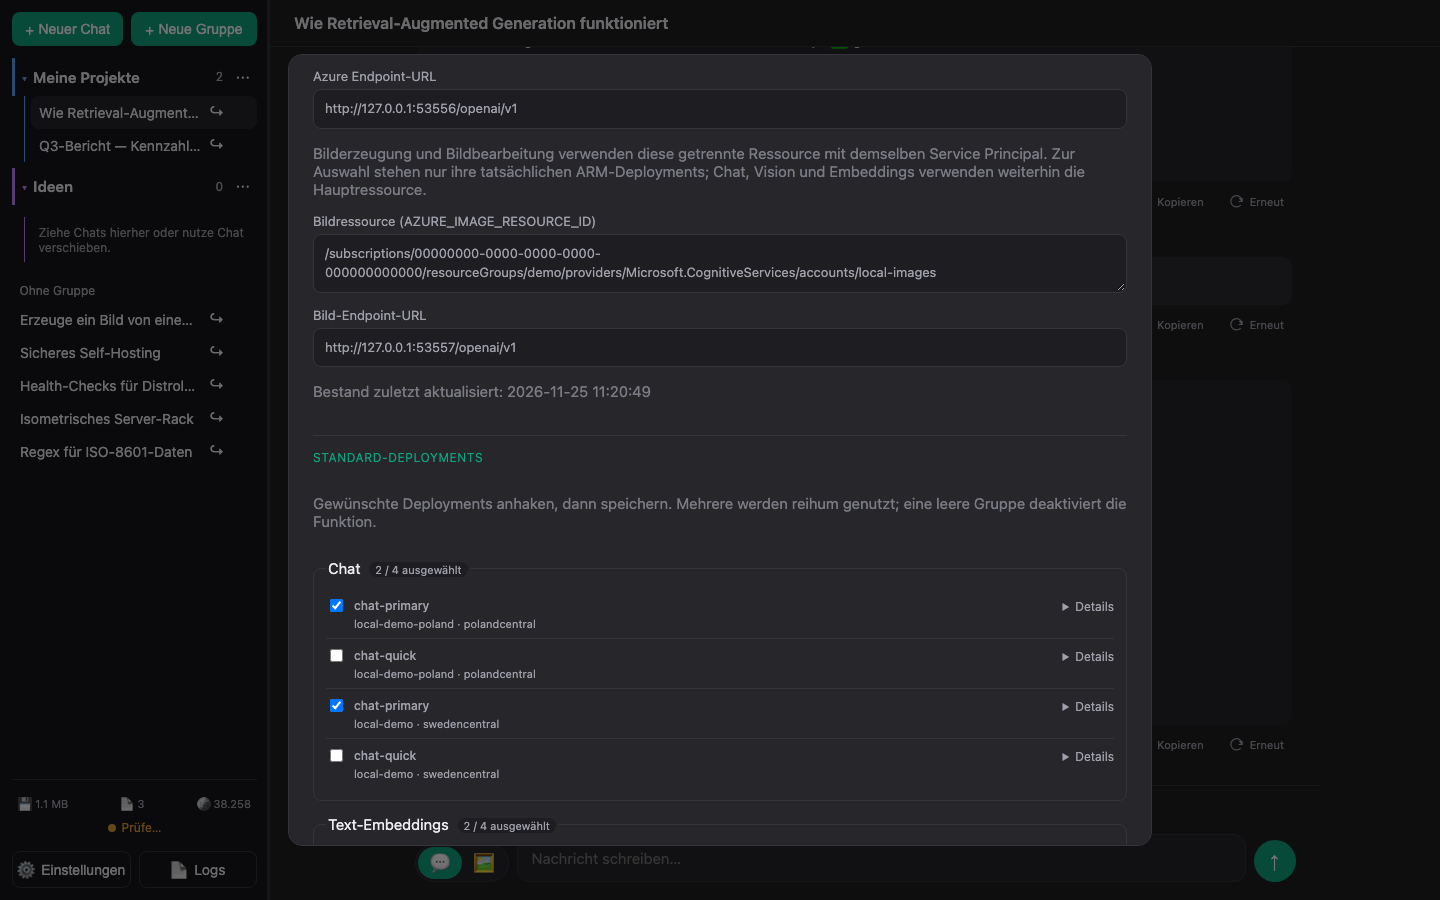 + Neuer Chat
+ Neue Gruppe
Meine Projekte 2 ...
Wie Retrieval-Augment...
Q3-Bericht — Kennzahl...
Ideen 0 ...
Ziehe Chats hierher oder nutze Chat
verschieben.
Ohne Gruppe
Erzeuge ein Bild von eine...
Sicheres Self-Hosting
Health-Checks für Distrol...
Isometrisches Server-Rack
Regex für ISO-8601-Daten
1.1 MB
3
38.258
Prüfe...
Einstellungen
Logs
Wie Retrieval-Augmented Generation funktioniert
Azure Endpoint-URL
http://127.0.0.1:53556/openai/v1
Bilderzeugung und Bildbearbeitung verwenden diese getrennte Ressource mit demselben Service Principal. Zur
Auswahl stehen nur ihre tatsächlichen ARM-Deployments; Chat, Vision und Embeddings verwenden weiterhin die
Hauptressource.
Bildressource (AZURE_IMAGE_RESOURCE_ID)
/subscriptions/00000000-0000-0000-0000-
000000000000/resourceGroups/demo/providers/Microsoft.CognitiveServices/accounts/local-images
Bild-Endpoint-URL
http://127.0.0.1:53557/openai/v1
Bestand zuletzt aktualisiert: 2026-11-25 11:20:49
STANDARD-DEPLOYMENTS
Gewünschte Deployments anhaken, dann speichern. Mehrere werden reihum genutzt; eine leere Gruppe deaktiviert die
Funktion.
Chat 2 / 4 ausgewählt
chat-primary
local-demo-poland · polandcentral
Details
chat-quick
local-demo-poland · polandcentral
Details
chat-primary
local-demo · swedencentral
Details
chat-quick
local-demo · swedencentral
Details
Text-Embeddings 2 / 4 ausgewählt
Kopieren Erneut
Kopieren Erneut
Kopieren Erneut
Nachricht schreiben...